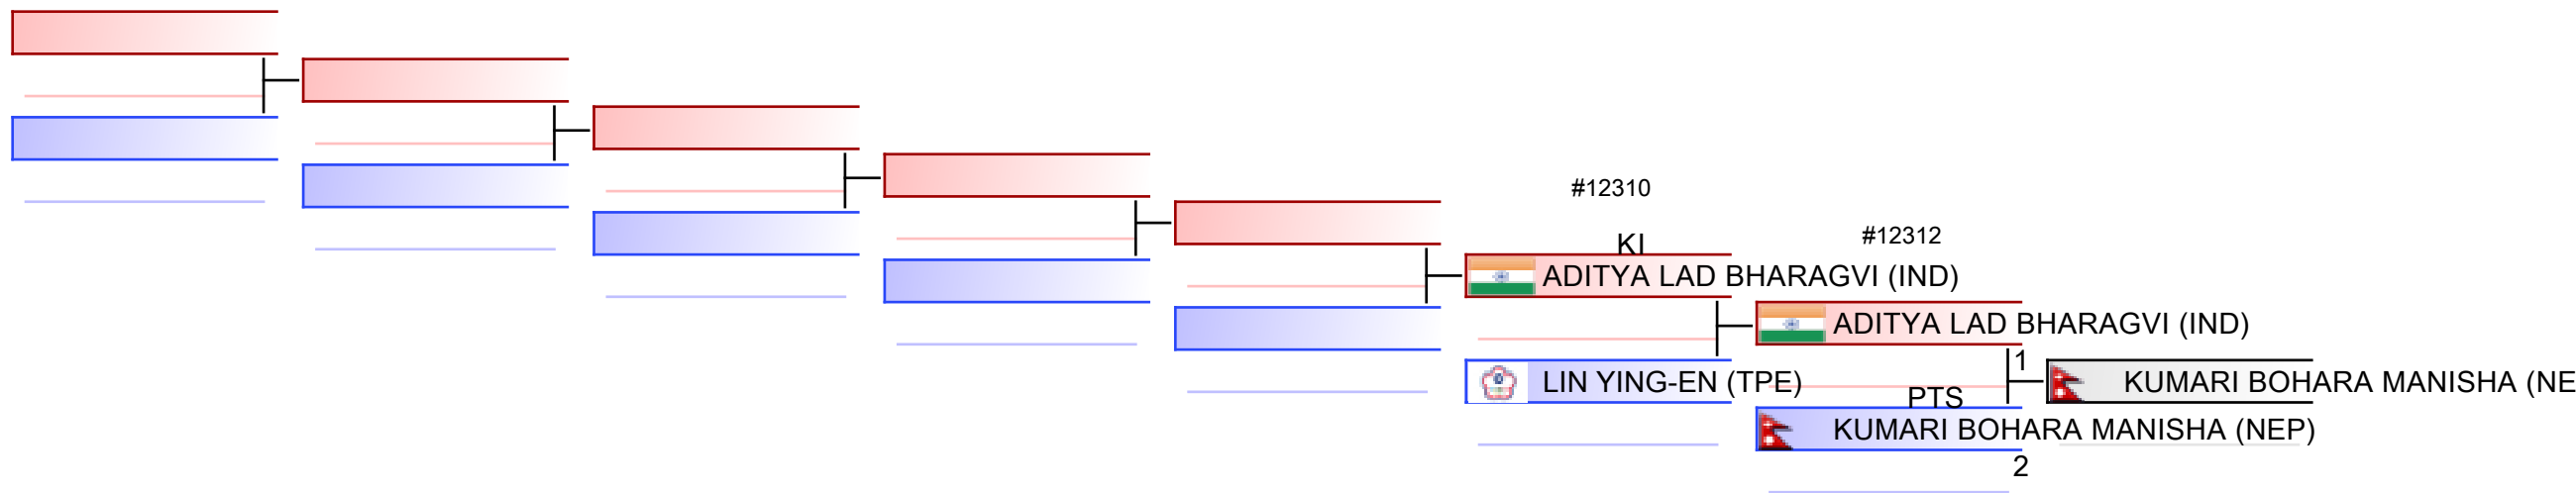 #12310
KI
#12312
ADITYA LAD BHARAGVI (IND)
ADITYA LAD BHARAGVI (IND)
1
LIN YING-EN (TPE)
KUMARI BOHARA MANISHA (NE
PTS
KUMARI BOHARA MANISHA (NEP)
2